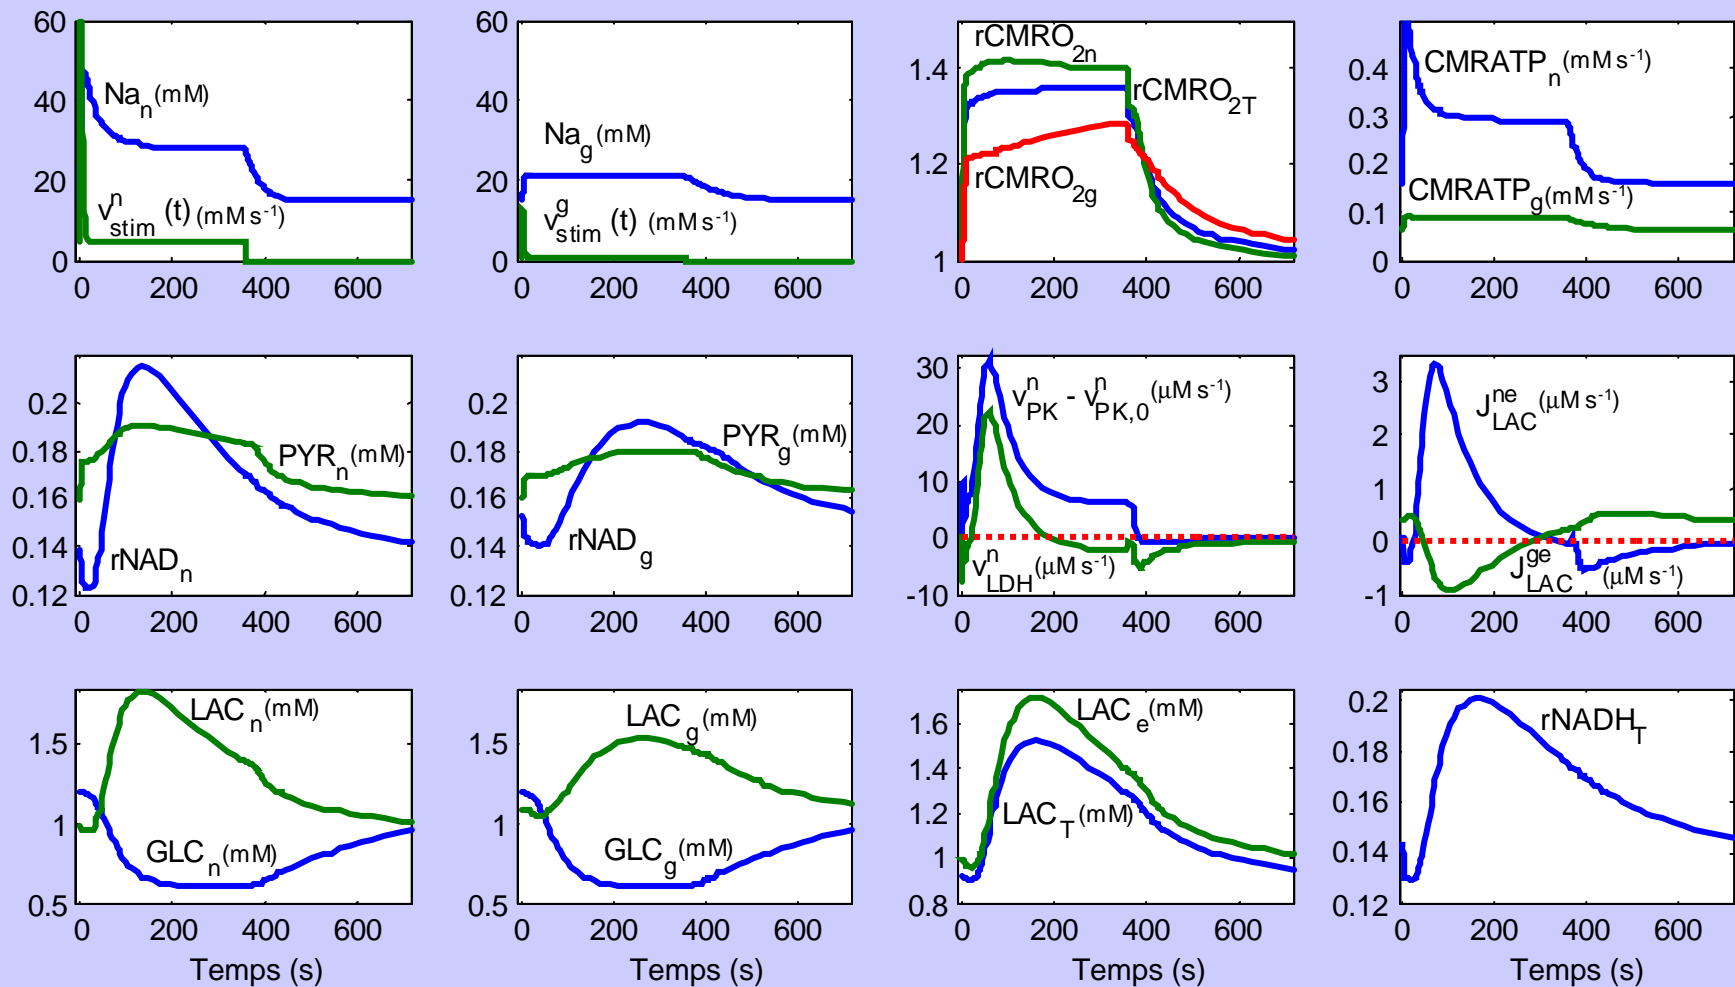 60
40
20
0
0 200 400 600
Na_n (mM)
v^n_stim (t) (mM s^-1)
60
40
20
0
0 200 400 600
Na_g (mM)
v^g_stim (t) (mM s^-1)
1.4
1.2
1
0 200 400 600
rCMRO_2n
rCMRO_2T
rCMRO_2g
0.4
0.3
0.2
0.1
0
0 200 400 600
CMRATP_n (mM s^-1)
CMRATP_g (mM s^-1)
0.2
0.18
0.16
0.14
0.12
0 200 400 600
PYR_n (mM)
rNAD_n
0.2
0.18
0.16
0.14
0.12
0 200 400 600
PYR_g (mM)
rNAD_g
30
20
10
0
-10
0 200 400 600
v^n_PK - v^n_PK,0 (μM s^-1)
v^n_LDH (μM s^-1)
3
2
1
0
-1
0 200 400 600
J^ne_LAC (μM s^-1)
J^ge_LAC (μM s^-1)
1.5
1
0.5
0 200 400 600
LAC_n (mM)
GLC_n (mM)
Temps (s)
1.5
1
0.5
0 200 400 600
LAC_g (mM)
GLC_g (mM)
Temps (s)
1.6
1.4
1.2
1
0.8
0 200 400 600
LAC_e (mM)
LAC_T (mM)
Temps (s)
0.2
0.18
0.16
0.14
0.12
0 200 400 600
rNADH_T
Temps (s)